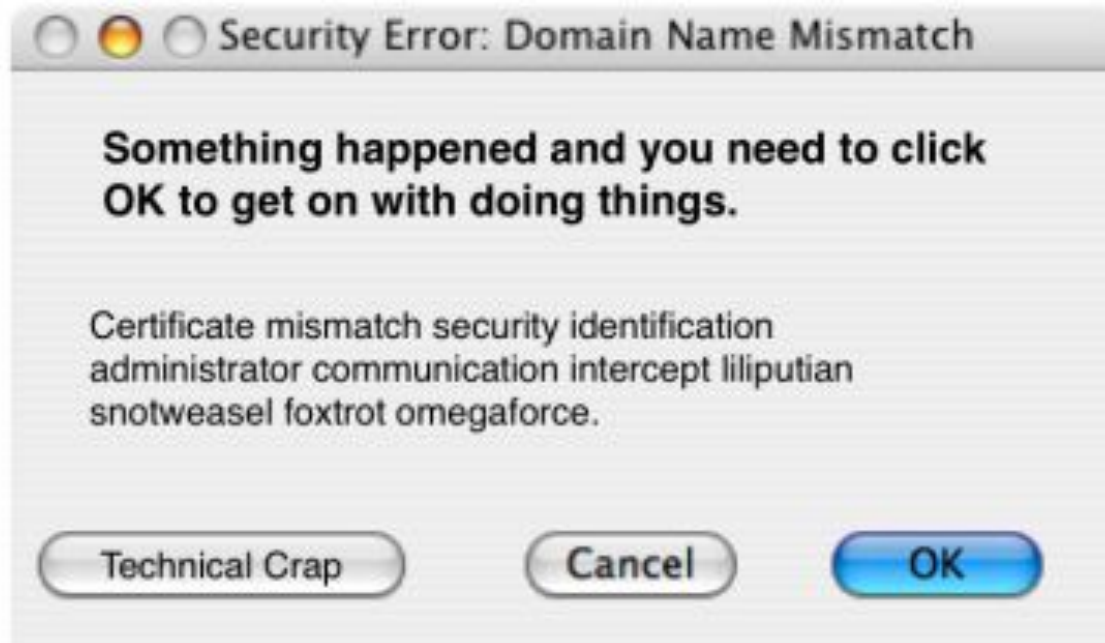 Security Error: Domain Name Mismatch
Something happened and you need to click
OK to get on with doing things.
Certificate mismatch security identification
administrator communication intercept liliputian
snotweasel foxtrot omegaforce.
Technical Crap Cancel OK